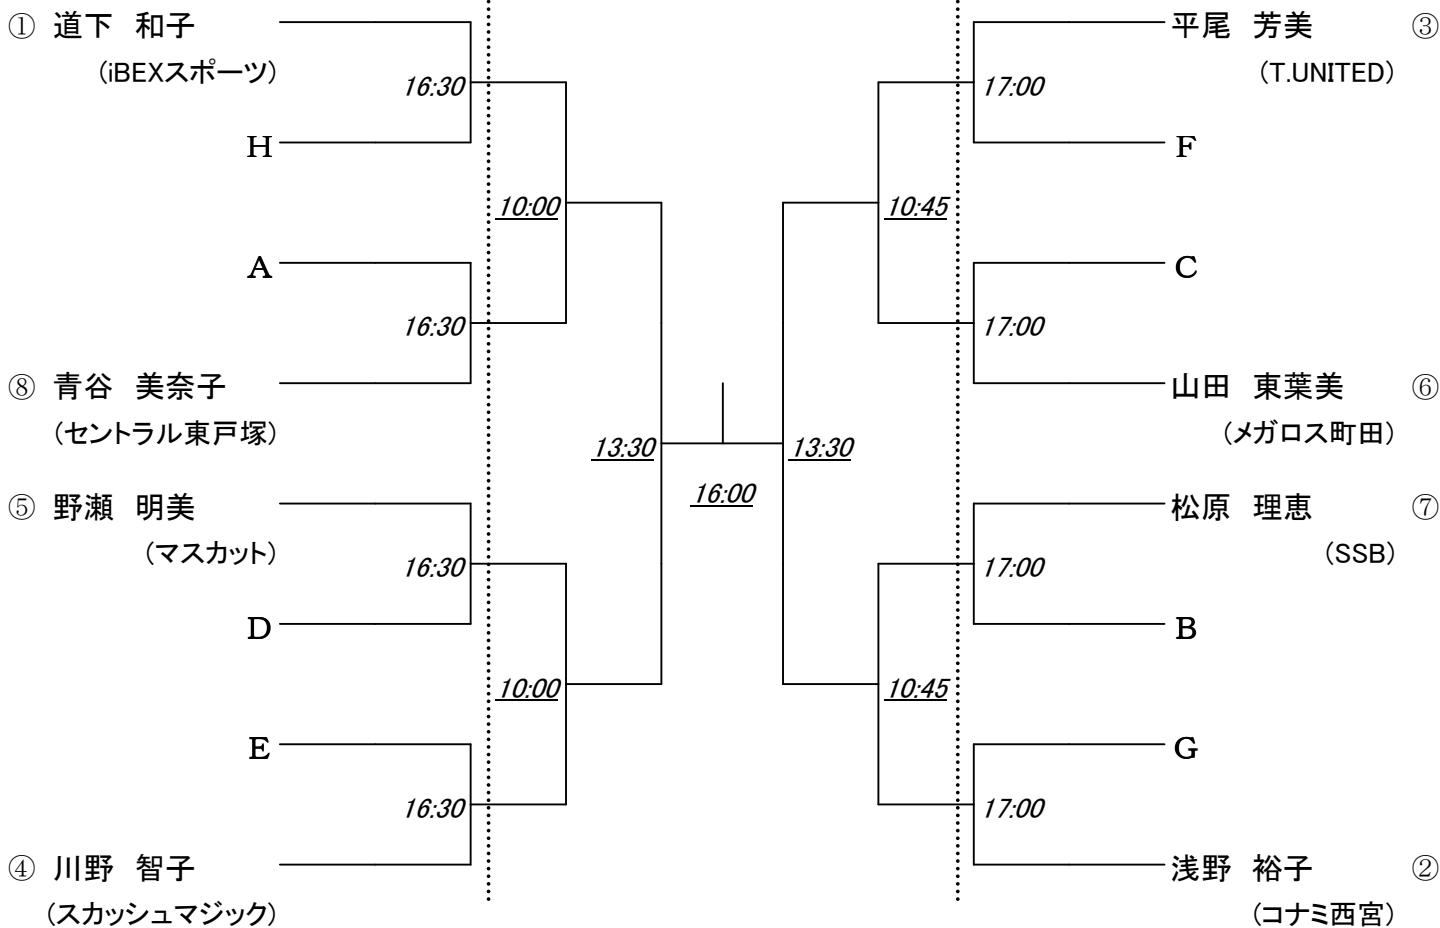 ① 道下　和子
(iBEXスポーツ)
16:30
H
10:00
A
16:30
⑧ 青谷　美奈子
(セントラル東戸塚)
13:30
⑤ 野瀬　明美
(マスカット)
16:30
D
10:00
E
16:30
④ 川野　智子
(スカッシュマジック)
16:00
平尾　芳美 ③
(T.UNITED)
17:00
F
10:45
C
17:00
山田　東葉美 ⑥
(メガロス町田)
13:30
松原　理恵 ⑦
(SSB)
17:00
B
10:45
G
17:00
浅野　裕子 ②
(コナミ西宮)